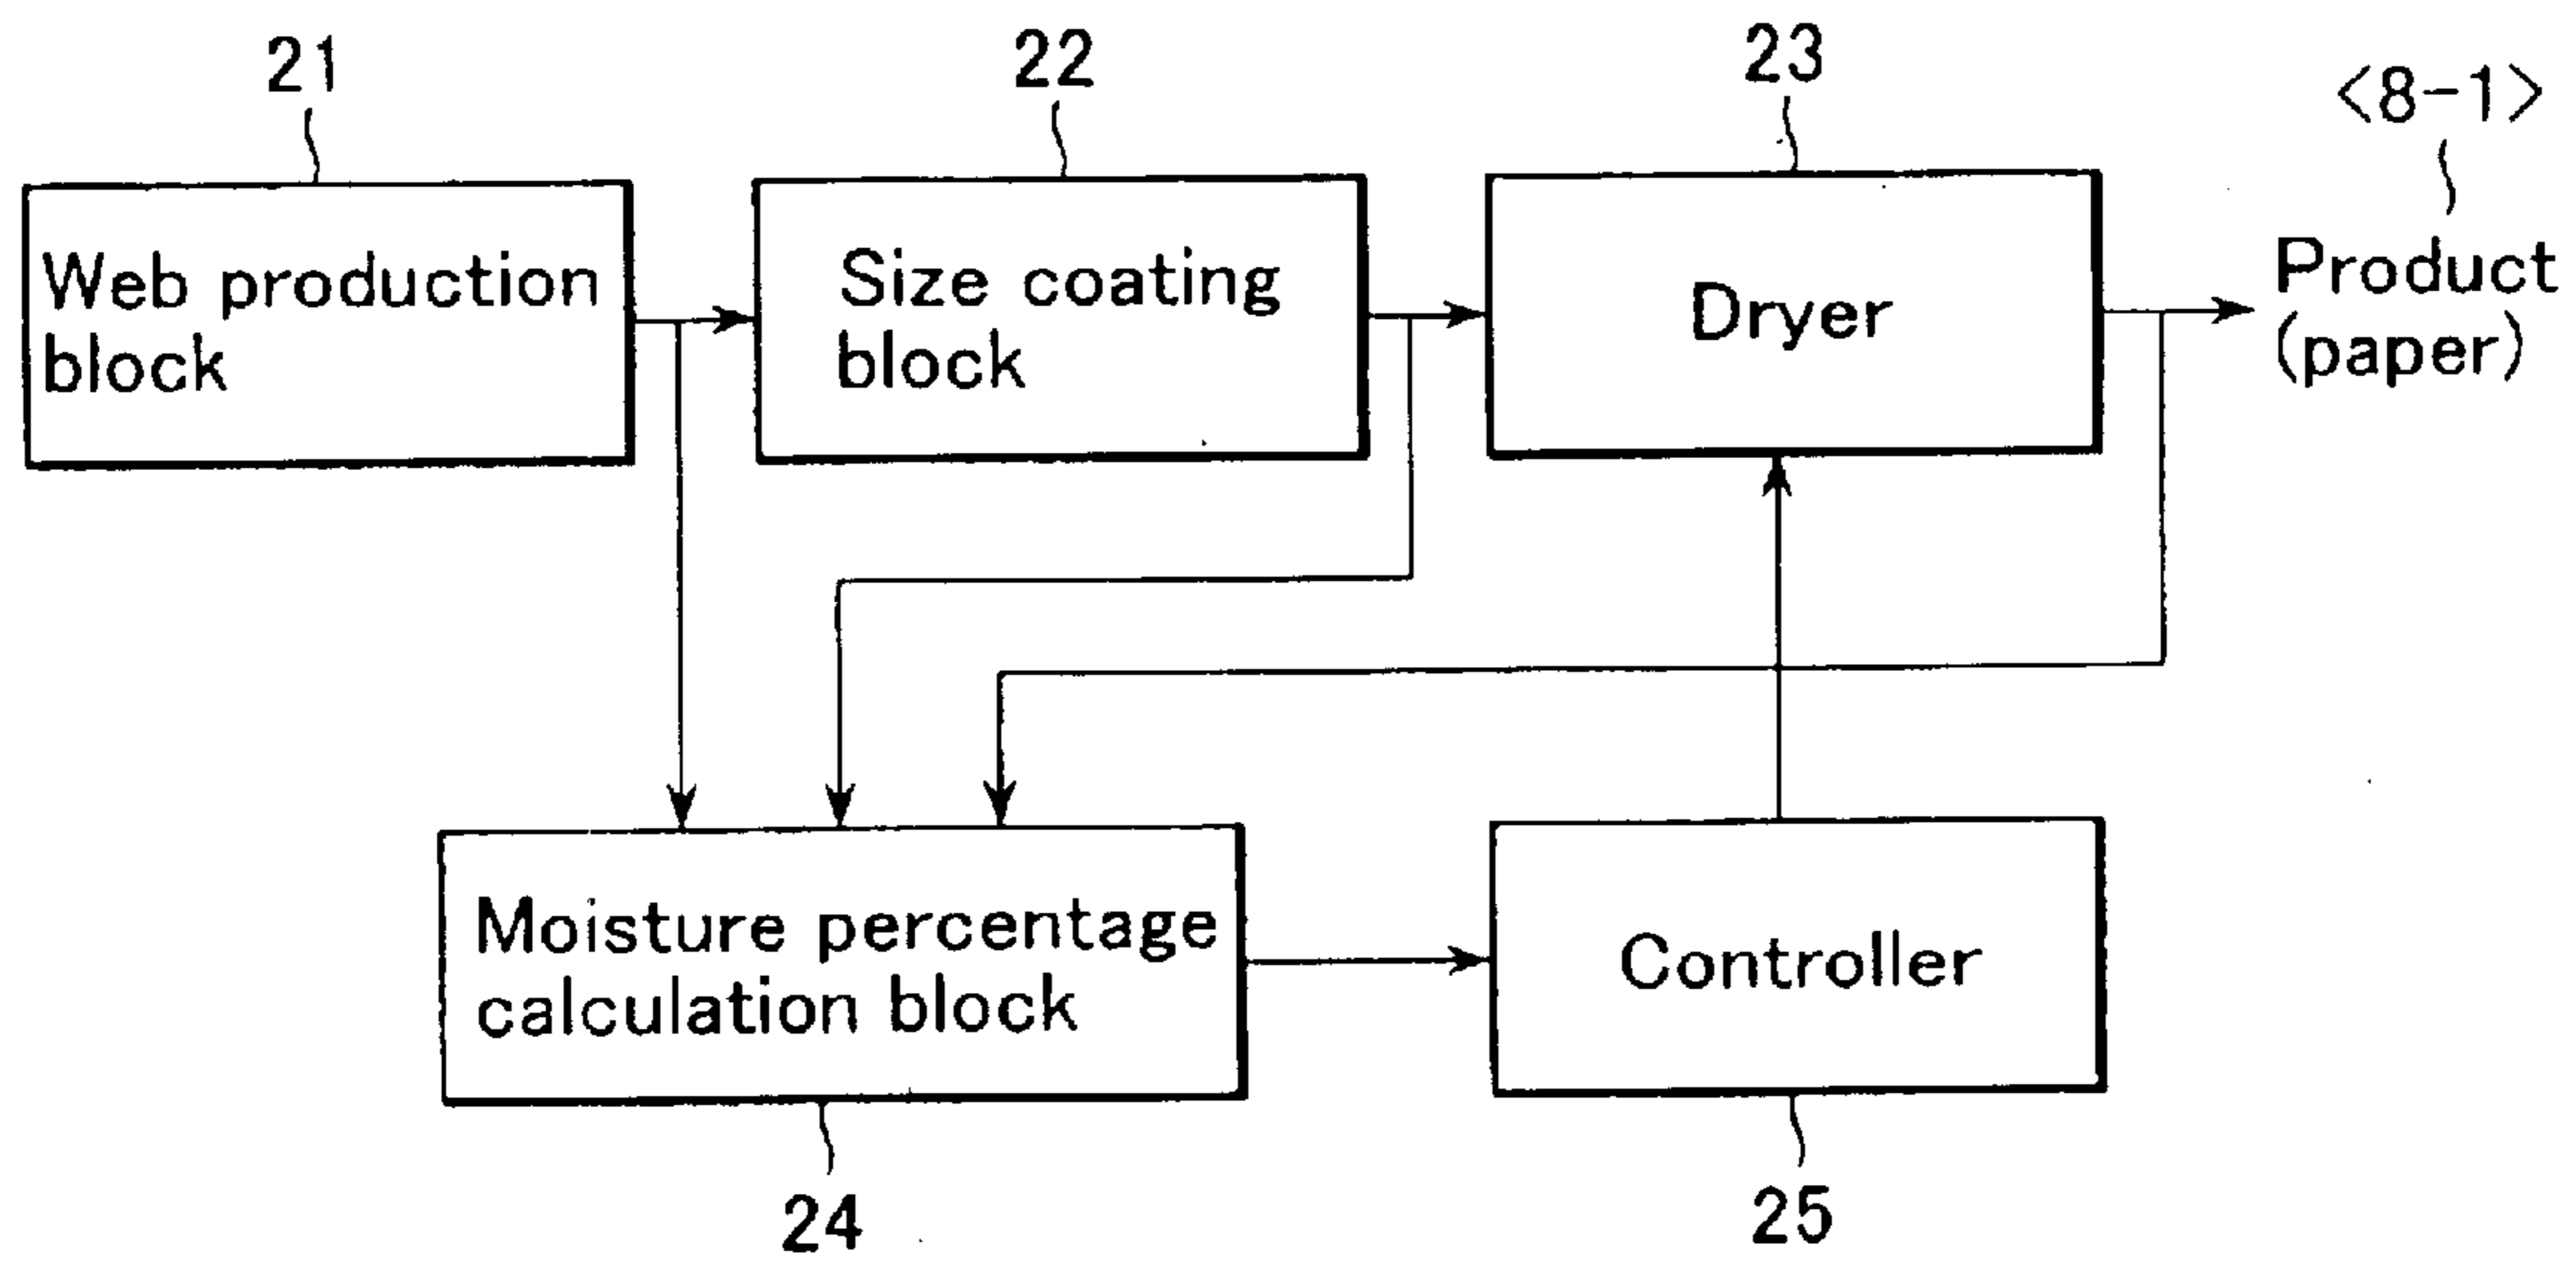 21
22
23
<8-1>
Web production
block
Size coating
block
Dryer
Product
(paper)
Moisture percentage
calculation block
Controller
24
25